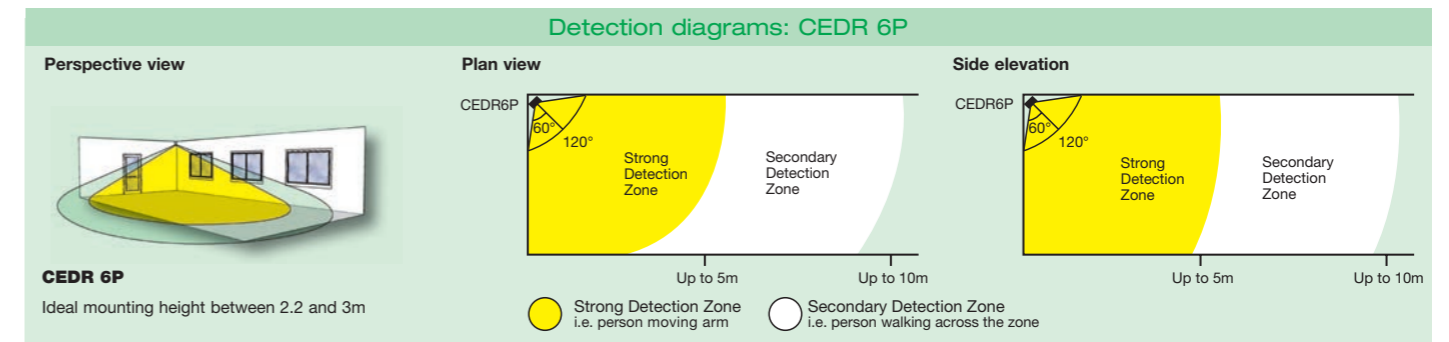 Detection diagrams: CEDR 6P
Perspective view
CEDR 6P
Ideal mounting height between 2.2 and 3m
Plan view
CEDR6P
60°
120°
Strong
Detection
Zone
Secondary
Detection
Zone
Up to 5m
Up to 10m
Side elevation
CEDR6P
60°
120°
Strong
Detection
Zone
Secondary
Detection
Zone
Up to 5m
Up to 10m
Strong Detection Zone
i.e. person moving arm
Secondary Detection Zone
i.e. person walking across the zone